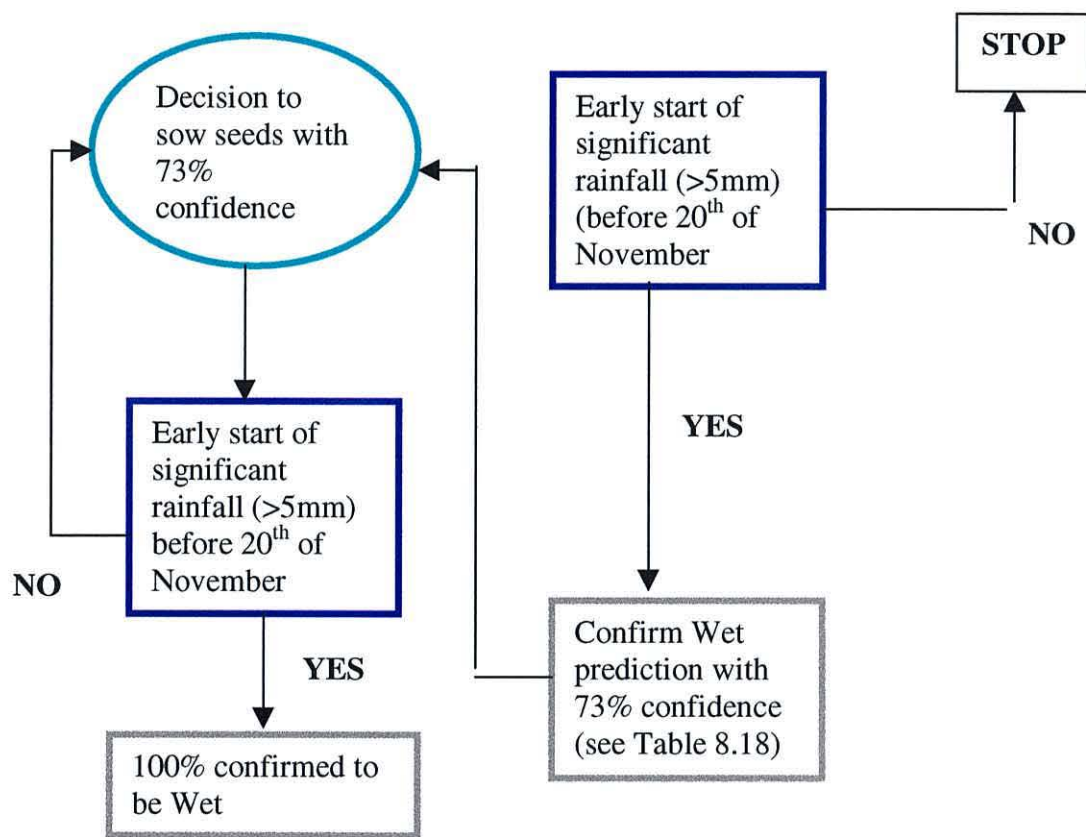 STOP
Decision to
sow seeds with
73%
confidence
Early start of
significant
rainfall (>5mm)
(before 20th of
November
NO
YES
Early start of
significant
rainfall (>5mm)
before 20th of
November
NO
YES
Confirm Wet
prediction with
73% confidence
(see Table 8.18)
100% confirmed to
be Wet